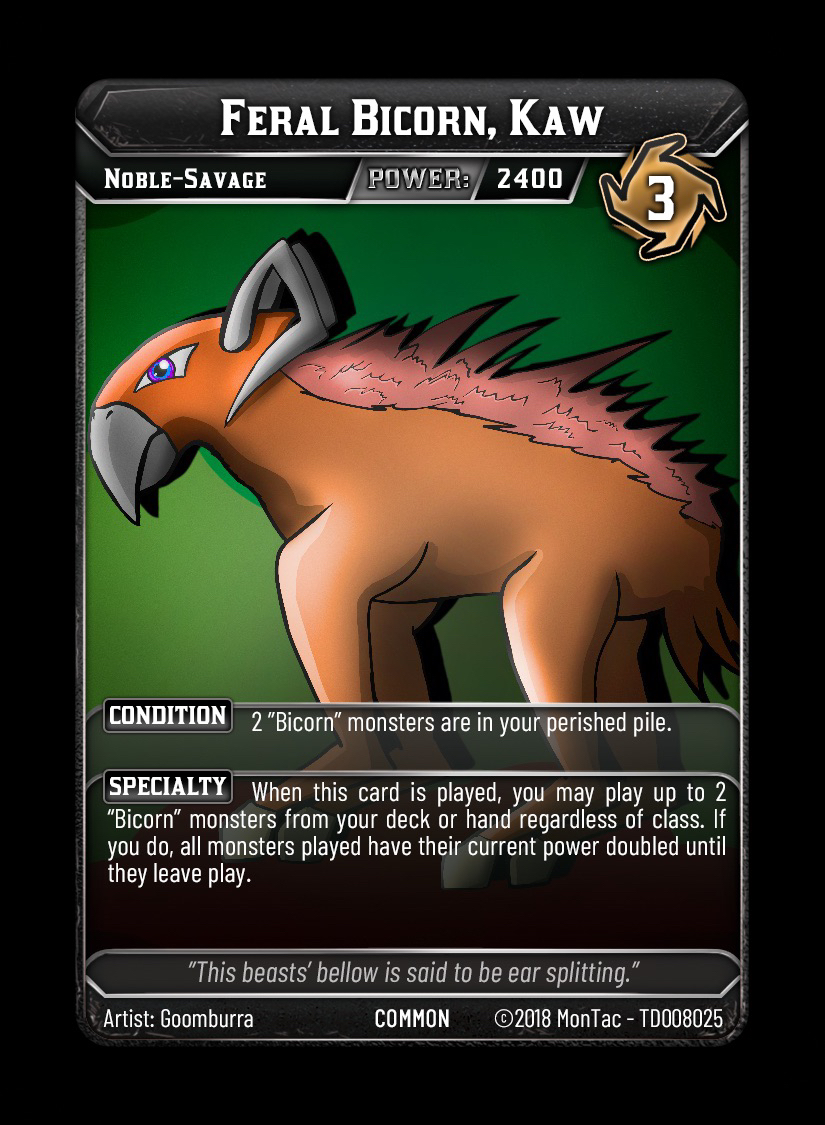 Feral Bicorn, Kaw
Noble-Savage POWER: 2400 3
CONDITION 2 "Bicorn" monsters are in your perished pile.
SPECIALTY When this card is played, you may play up to 2
"Bicorn" monsters from your deck or hand regardless of class. If
you do, all monsters played have their current power doubled until
they leave play.
"This beasts' bellow is said to be ear splitting."
Artist: Goomburra COMMON ©2018 MonTac - TD008025